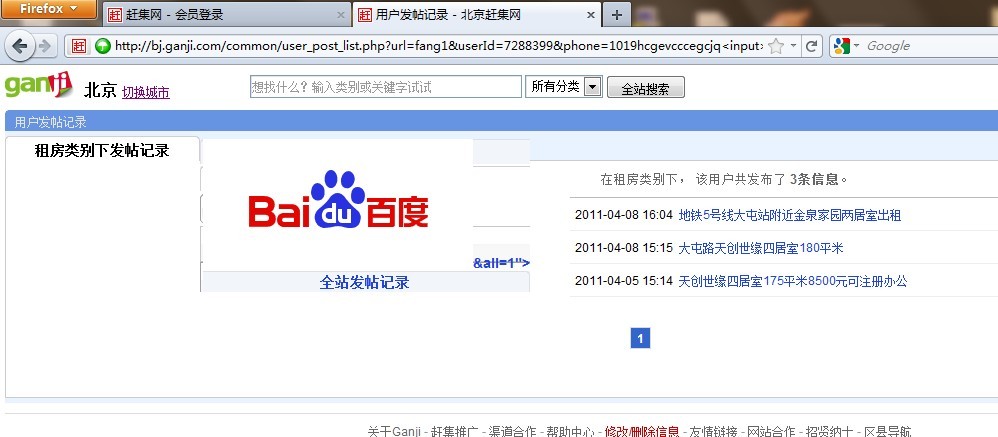 Firefox
赶集网 - 会员登录
用户发帖记录 - 北京赶集网
http://bj.ganji.com/common/user_post_list.php?url=fang1&userId=7288399&phone=1019hcgevcccegcjq<input>
Google
ganji 北京 切换城市
想找什么？输入类别或关键字试试 所有分类 全站搜索
用户发帖记录
租房类别下发帖记录
Baidu百度
&all=1">
全站发帖记录
在租房类别下， 该用户共发布了 3条信息。
2011-04-08 16:04 地铁5号线大屯站附近金泉家园两居室出租
2011-04-08 15:15 大屯路天创世缘四居室180平米
2011-04-05 15:14 天创世缘四居室175平米8500元可注册办公
1
关于Ganji - 赶集推广 - 渠道合作 - 帮助中心 - 修改/删除信息 - 友情链接 - 网站合作 - 招贤纳士 - 区县导航